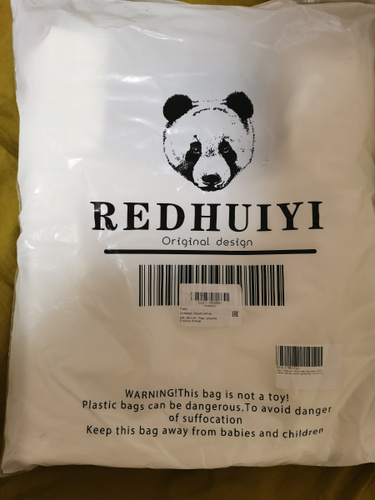 REDHUIYI
Original design
WARNING!This bag is not a toy!
Plastic bags can be dangerous.To avoid danger
of suffocation
Keep this bag away from babies and children